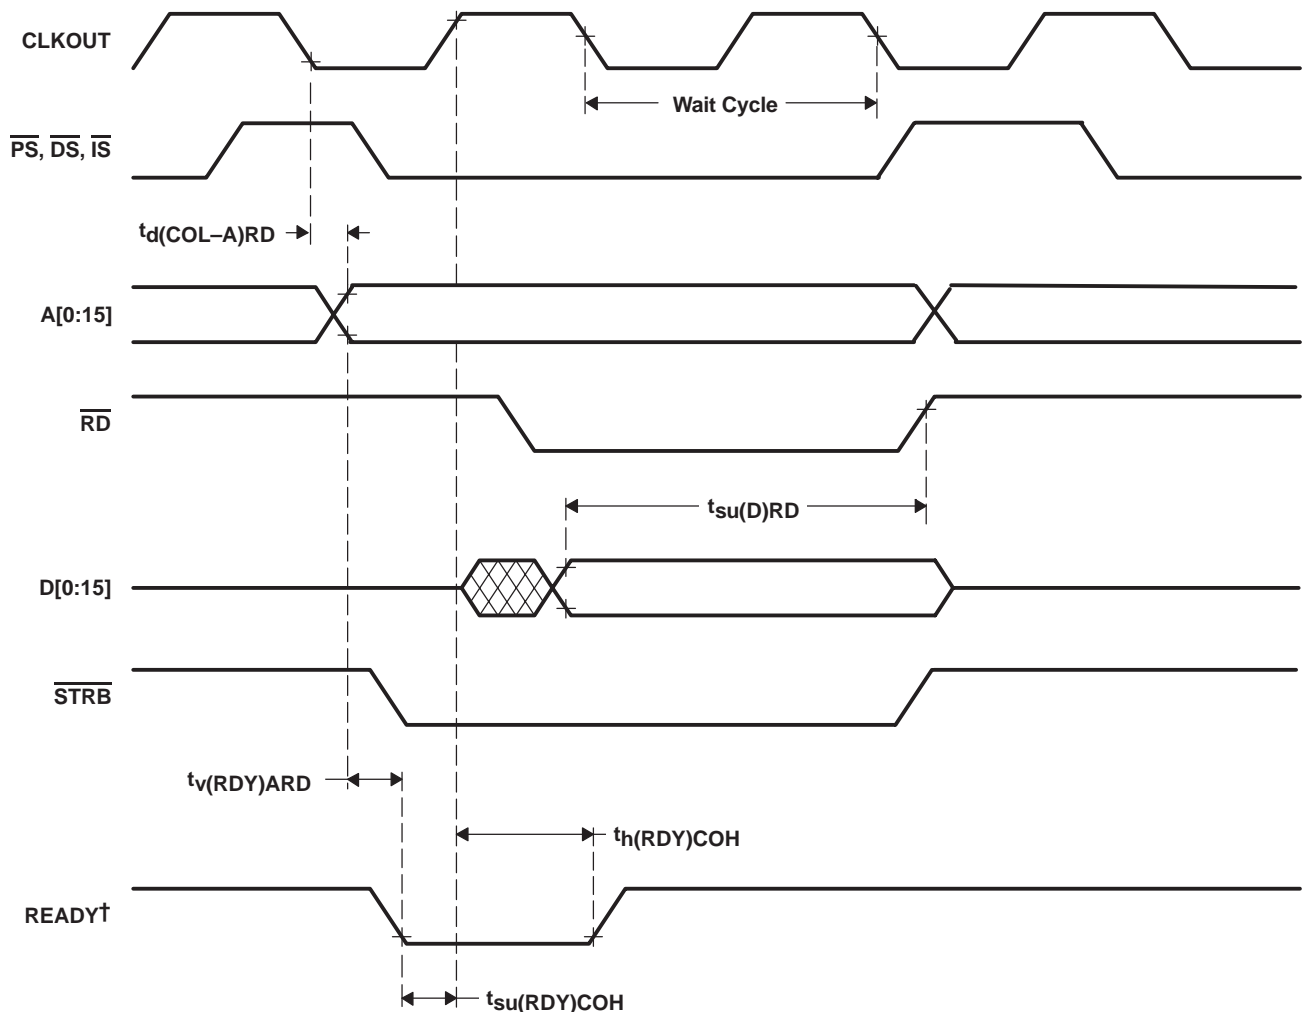 CLKOUT
Wait Cycle
PS, DS, IS
td(COL–A)RD
A[0:15]
RD
tsu(D)RD
D[0:15]
STRB
tv(RDY)ARD
th(RDY)COH
READY†
tsu(RDY)COH